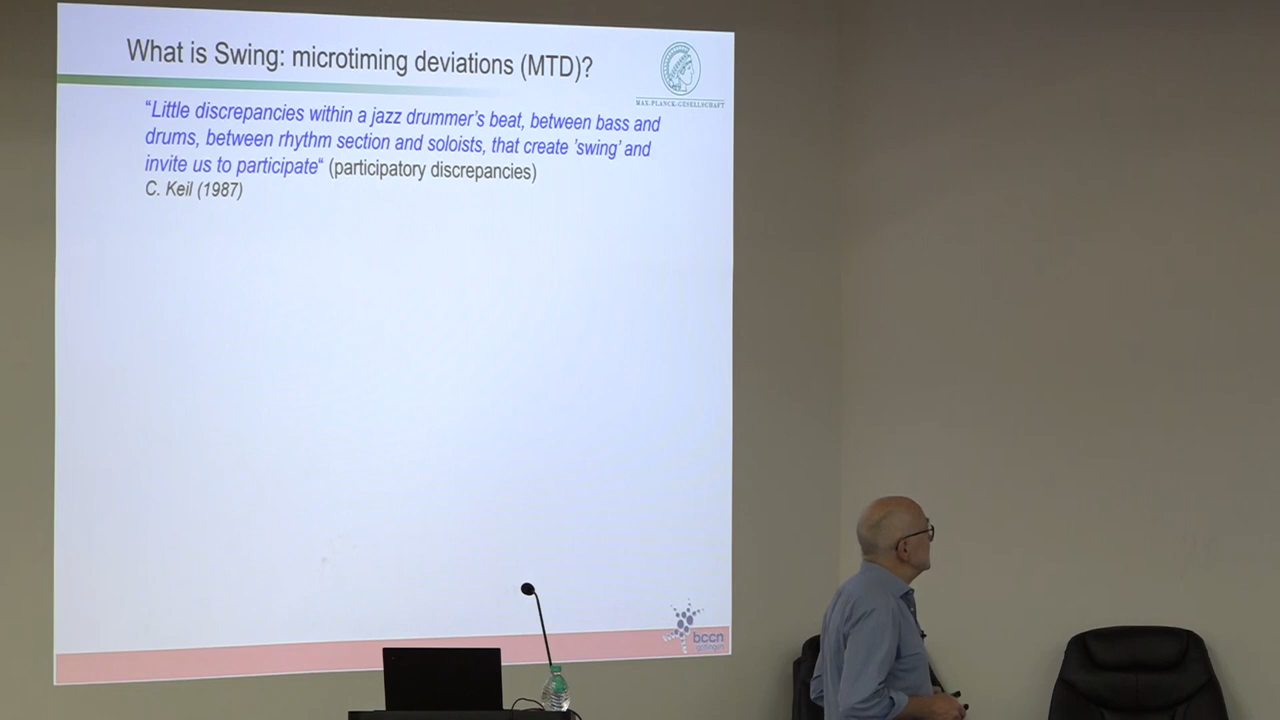 What is Swing: microtiming deviations (MTD)?
MAX-PLANCK-GESELLSCHAFT
“Little discrepancies within a jazz drummer's beat, between bass and
drums, between rhythm section and soloists, that create 'swing' and
invite us to participate“ (participatory discrepancies)
C. Keil (1987)
bccn
göttingen